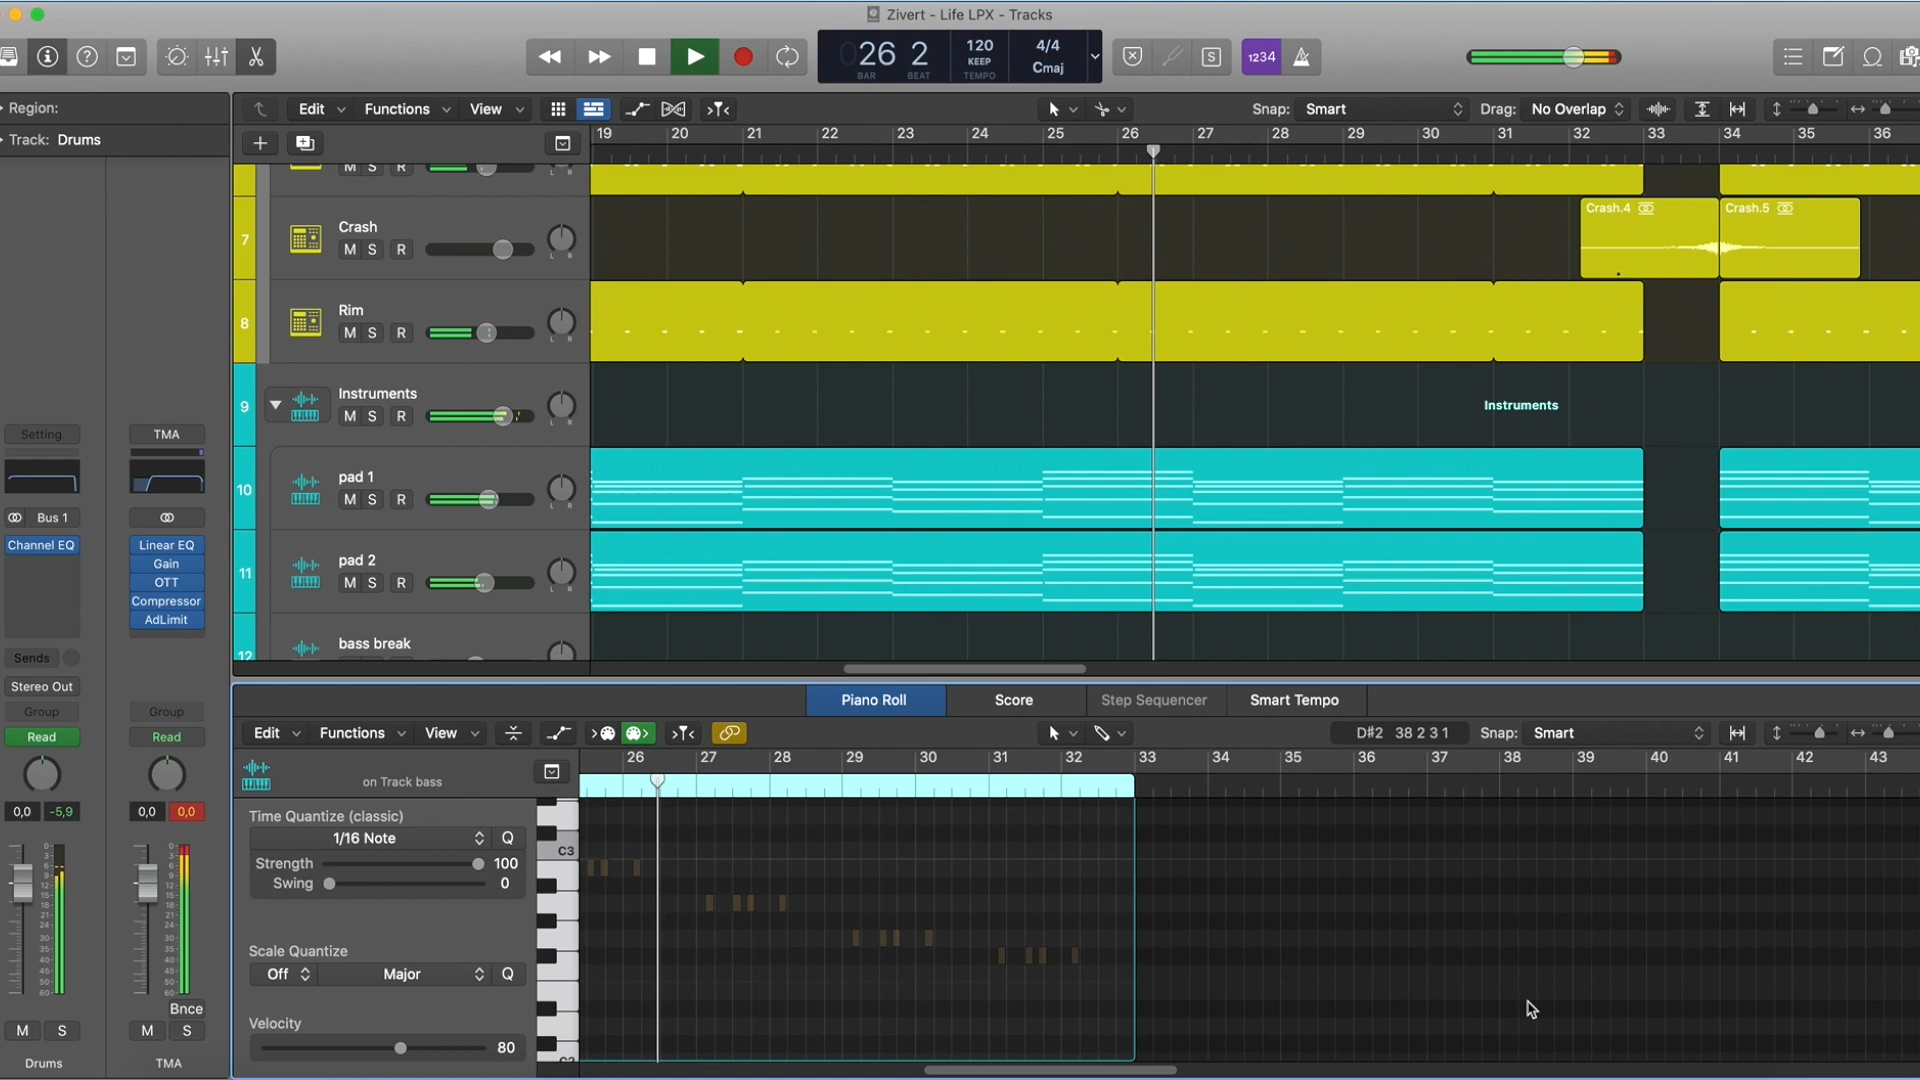 Zivert - Life LPX - Tracks
26 2
BAR BEAT
120
KEEP
TEMPO
4/4
Cmaj
S
1234
Region:
Track: Drums
Edit Functions View
Snap: Smart
Drag: No Overlap
19 20 21 22 23 24 25 26 27 28 29 30 31 32 33 34 35 36
M S R
7
Crash
M S R
L R
Crash.4
Crash.5
8
Rim
M S R
L R
9
Instruments
M S R
L R
Instruments
10
pad 1
M S R
L R
11
pad 2
M S R
L R
12
bass break
Setting
TMA
Bus 1
Channel EQ
Linear EQ
Gain
OTT
Compressor
AdLimit
Sends
Stereo Out
Group
Group
Read
Read
0,0 -5,9
0,0 0,0
Bnce
M S
M S
Drums
TMA
Piano Roll
Score
Step Sequencer
Smart Tempo
Edit Functions View
D#2 38 2 3 1
Snap: Smart
26 27 28 29 30 31 32 33 34 35 36 37 38 39 40 41 42 43
on Track bass
Time Quantize (classic)
1/16 Note
Q
Strength 100
Swing 0
Scale Quantize
Off
Major
Q
Velocity
80
C3
C2